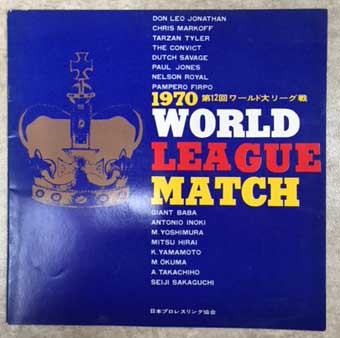 DON LEO JONATHAN
CHRIS MARKOFF
TARZAN TYLER
THE CONVICT
DUTCH SAVAGE
PAUL JONES
NELSON ROYAL
PAMPERO FIRPO
1970 第12回 ワールド大リーグ戦
WORLD
LEAGUE
MATCH
GIANT BABA
ANTONIO INOKI
M. YOSHIMURA
MITSU HIRAI
K. YAMAMOTO
M. ŌKUMA
A. TAKACHIHO
SEIJI SAKAGUCHI
日本プロレスリング協会